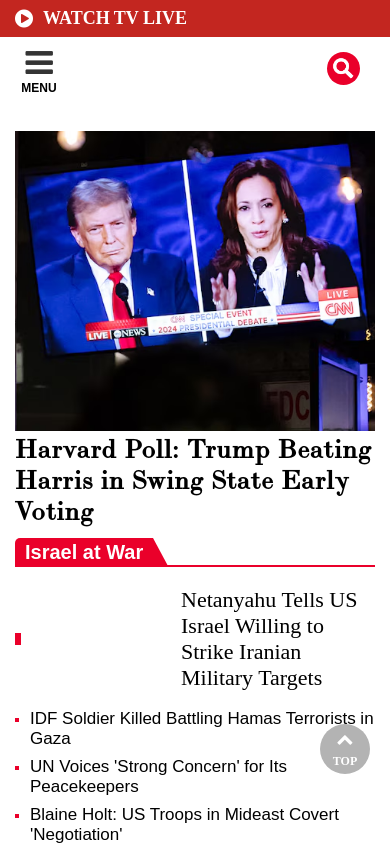 WATCH TV LIVE
MENU
LIVE
CNN
CNN SPECIAL EVENT
LIVE abc NEWS
2024 PRESIDENTIAL DEBATE
Harvard Poll: Trump Beating
Harris in Swing State Early
Voting
Israel at War
Netanyahu Tells US
Israel Willing to
Strike Iranian
Military Targets
IDF Soldier Killed Battling Hamas Terrorists in
Gaza
UN Voices 'Strong Concern' for Its
Peacekeepers
Blaine Holt: US Troops in Mideast Covert
'Negotiation'
TOP